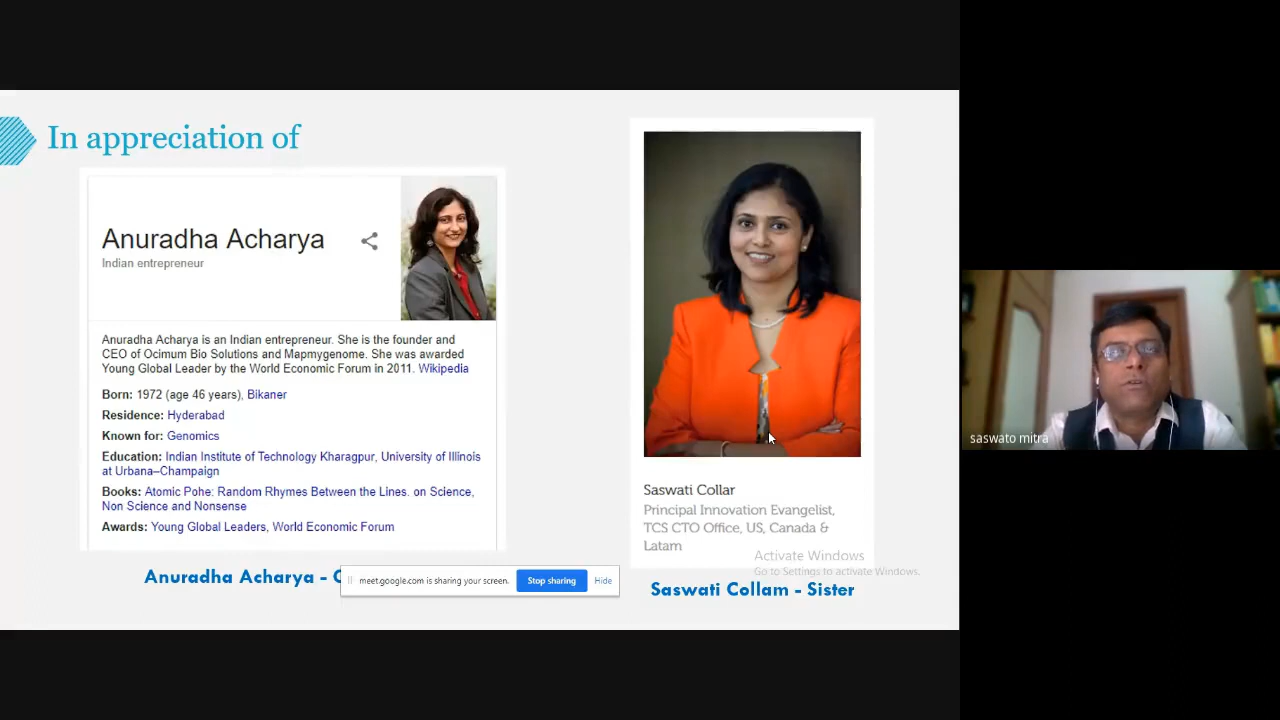 In appreciation of
Anuradha Acharya
Indian entrepreneur
Anuradha Acharya is an Indian entrepreneur. She is the founder and
CEO of Ocimum Bio Solutions and Mapmygenome. She was awarded
Young Global Leader by the World Economic Forum in 2011. Wikipedia
Born: 1972 (age 46 years), Bikaner
Residence: Hyderabad
Known for: Genomics
Education: Indian Institute of Technology Kharagpur, University of Illinois
at Urbana–Champaign
Books: Atomic Pohe: Random Rhymes Between the Lines. on Science,
Non Science and Nonsense
Awards: Young Global Leaders, World Economic Forum
Anuradha Acharya -
meet.google.com is sharing your screen.
Stop sharing
Hide
Saswati Collar
Principal Innovation Evangelist,
TCS CTO Office, US, Canada &
Latam
Activate Windows
Go to Settings to activate Windows.
Saswati Collam - Sister
saswato mitra